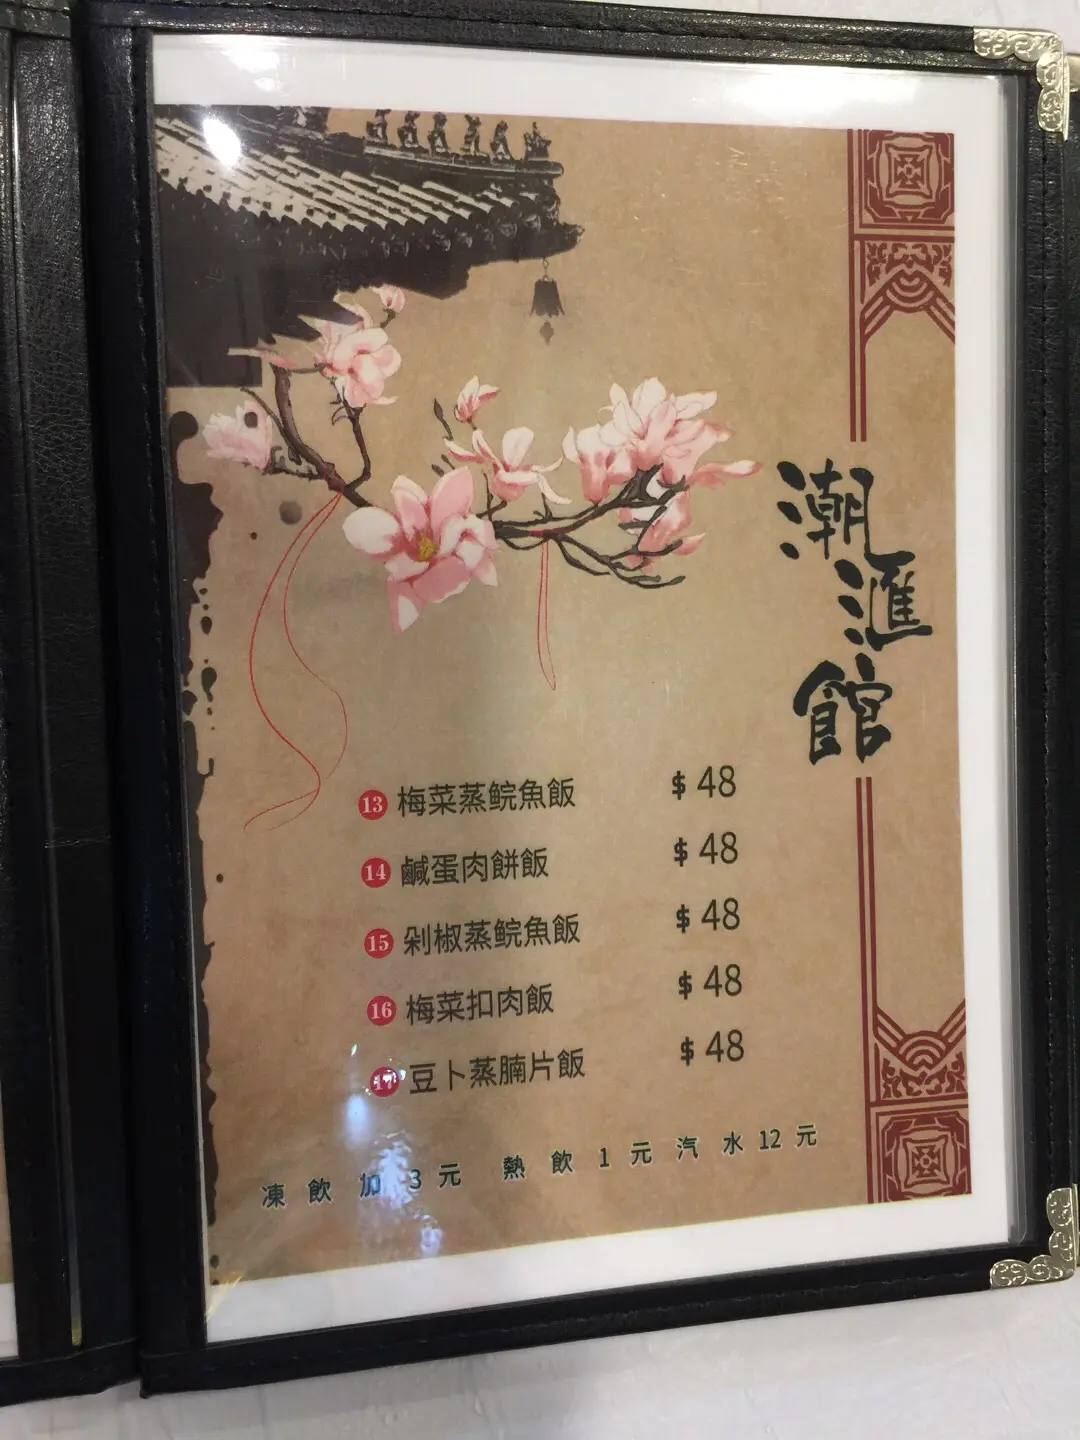 潮滙館
13 梅菜蒸鯇魚飯 $ 48
14 鹹蛋肉餅飯 $ 48
15 剁椒蒸鯇魚飯 $ 48
16 梅菜扣肉飯 $ 48
17 豆卜蒸腩片飯 $ 48
凍飲加3元 熱飲1元 汽水12元